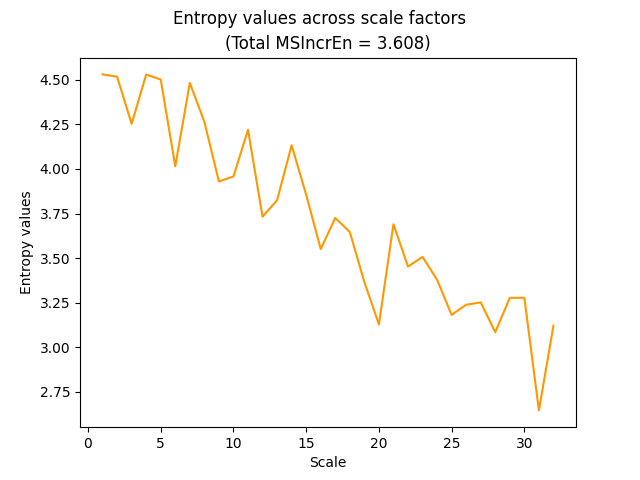 Entropy values across scale factors
(Total MSIncrEn = 3.608)
4.50
4.25
4.00
3.75
3.50
3.25
3.00
2.75
Entropy values
0 5 10 15 20 25 30
Scale